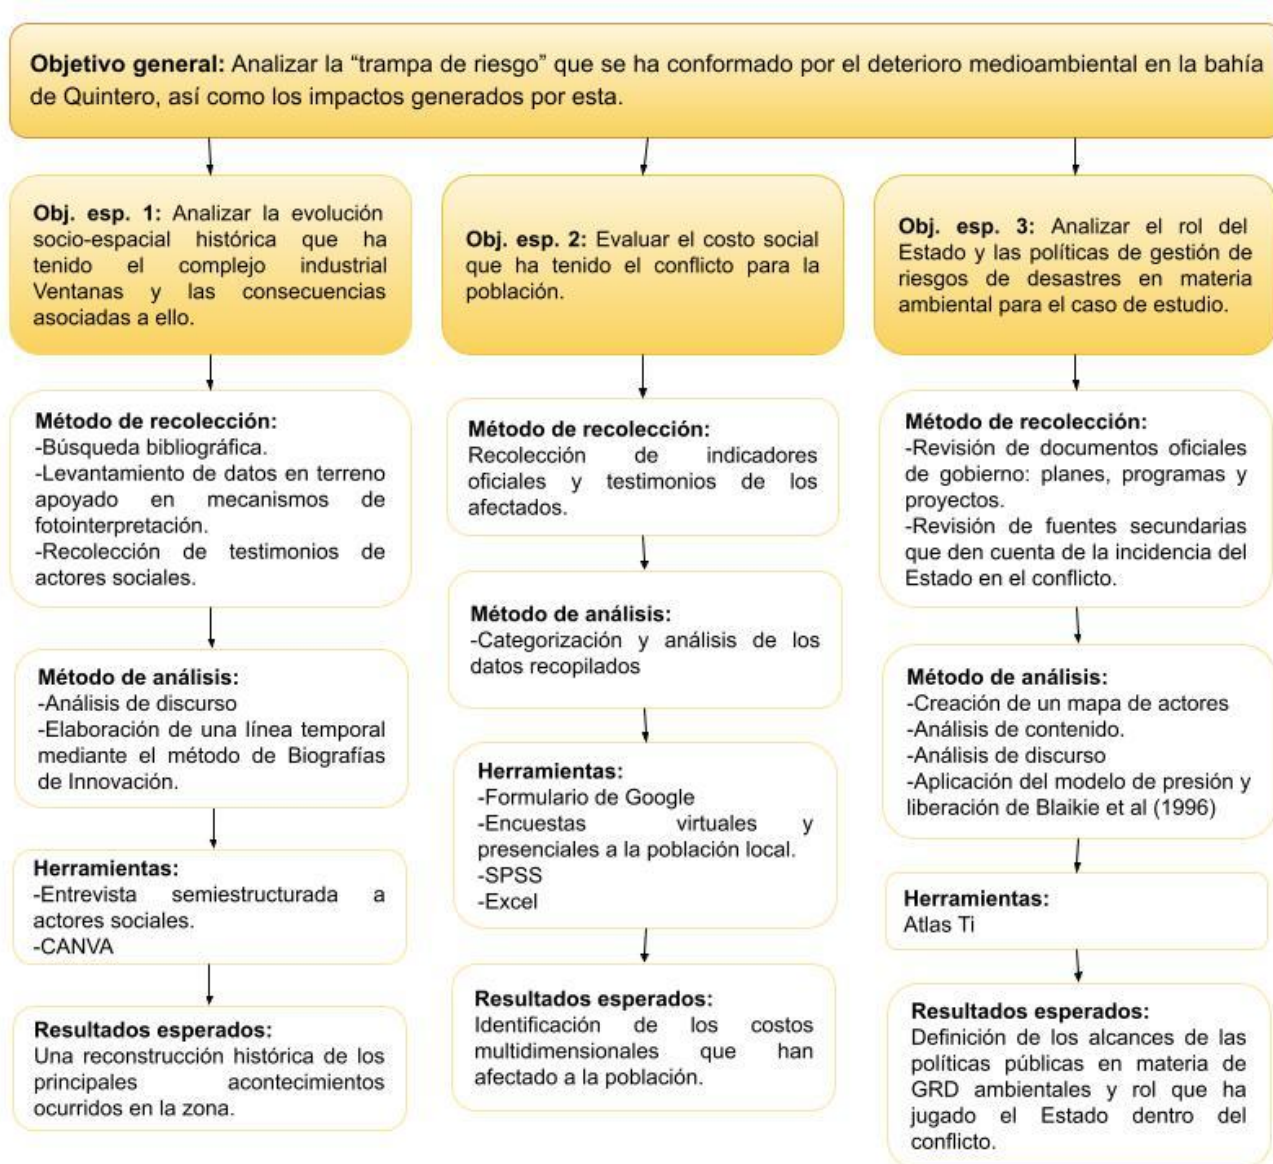 Objetivo general: Analizar la “trampa de riesgo” que se ha conformado por el deterioro medioambiental en la bahía
de Quintero, así como los impactos generados por esta.
Obj. esp. 1: Analizar la evolución
socio-espacial histórica que ha
tenido el complejo industrial
Ventanas y las consecuencias
asociadas a ello.
Método de recolección:
-Búsqueda bibliográfica.
-Levantamiento de datos en terreno
apoyado en mecanismos de
fotointerpretación.
-Recolección de testimonios de
actores sociales.
Método de análisis:
-Análisis de discurso
-Elaboración de una línea temporal
mediante el método de Biografías
de Innovación.
Herramientas:
-Entrevista semiestructurada a
actores sociales.
-CANVA
Resultados esperados:
Una reconstrucción histórica de los
principales acontecimientos
ocurridos en la zona.
Obj. esp. 2: Evaluar el costo social
que ha tenido el conflicto para la
población.
Método de recolección:
Recolección de indicadores
oficiales y testimonios de los
afectados.
Método de análisis:
-Categorización y análisis de los
datos recopilados
Herramientas:
-Formulario de Google
-Encuestas virtuales y
presenciales a la población local.
-SPSS
-Excel
Resultados esperados:
Identificación de los costos
multidimensionales que han
afectado a la población.
Obj. esp. 3: Analizar el rol del
Estado y las políticas de gestión de
riesgos de desastres en materia
ambiental para el caso de estudio.
Método de recolección:
-Revisión de documentos oficiales
de gobierno: planes, programas y
proyectos.
-Revisión de fuentes secundarias
que den cuenta de la incidencia del
Estado en el conflicto.
Método de análisis:
-Creación de un mapa de actores
-Análisis de contenido.
-Análisis de discurso
-Aplicación del modelo de presión y
liberación de Blaikie et al (1996)
Herramientas:
Atlas Ti
Resultados esperados:
Definición de los alcances de las
políticas públicas en materia de
GRD ambientales y rol que ha
jugado el Estado dentro del
conflicto.